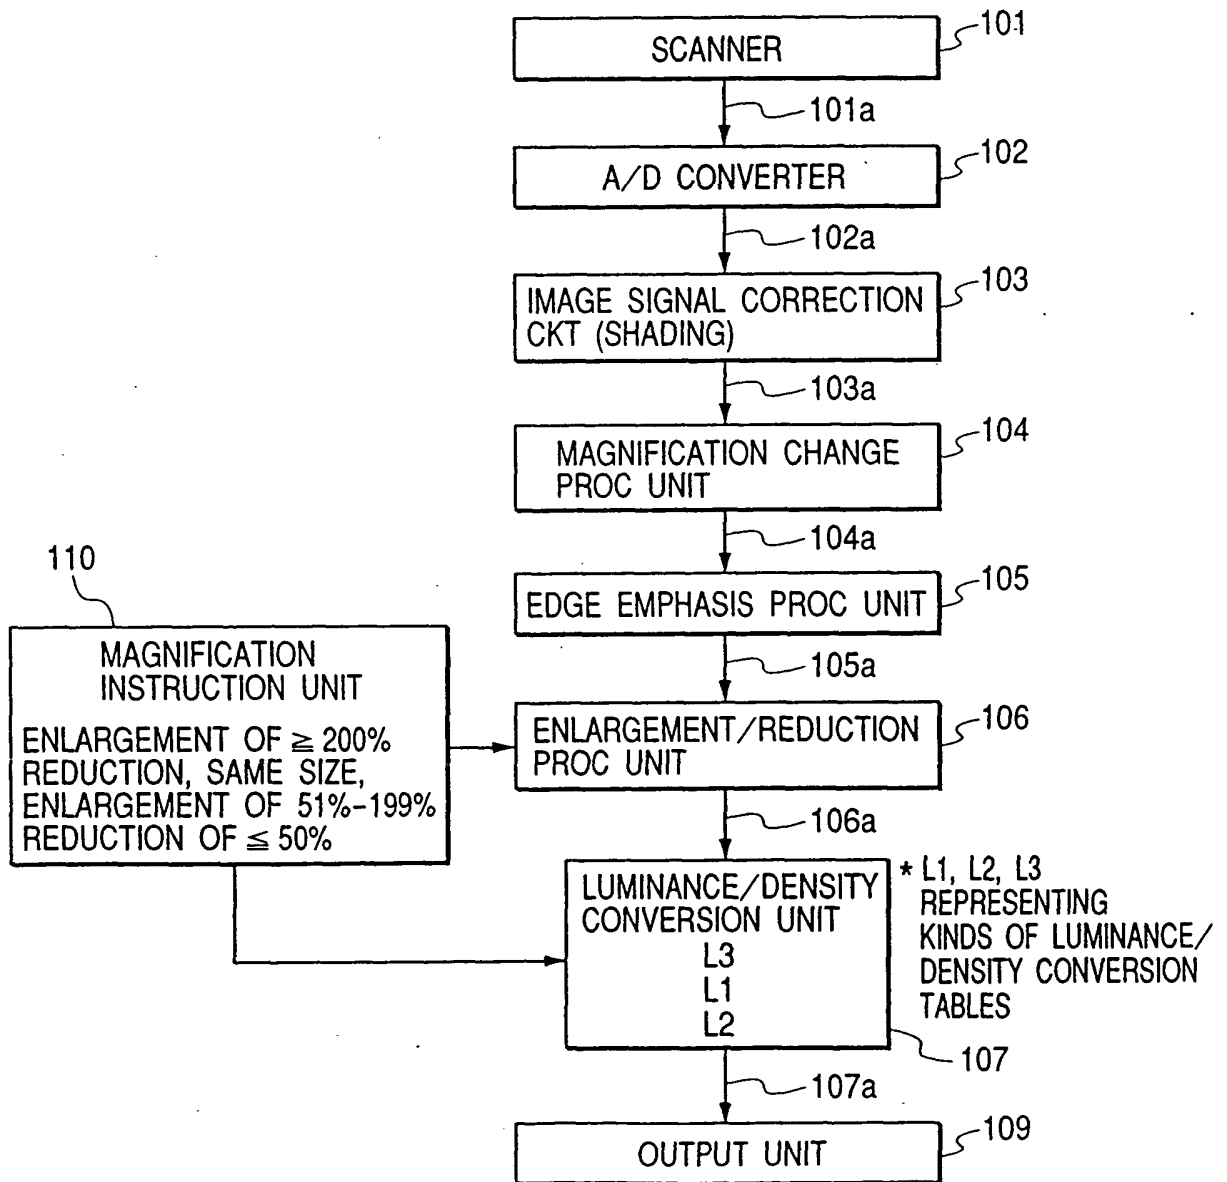 SCANNER
101
101a
A/D CONVERTER
102
102a
IMAGE SIGNAL CORRECTION
CKT (SHADING)
103
103a
MAGNIFICATION CHANGE
PROC UNIT
104
104a
EDGE EMPHASIS PROC UNIT
105
105a
110
MAGNIFICATION
INSTRUCTION UNIT
ENLARGEMENT OF ≧ 200%
REDUCTION, SAME SIZE,
ENLARGEMENT OF 51%-199%
REDUCTION OF ≦ 50%
ENLARGEMENT/REDUCTION
PROC UNIT
106
106a
LUMINANCE/DENSITY
CONVERSION UNIT
L3
L1
L2
* L1, L2, L3
REPRESENTING
KINDS OF LUMINANCE/
DENSITY CONVERSION
TABLES
107
107a
OUTPUT UNIT
109